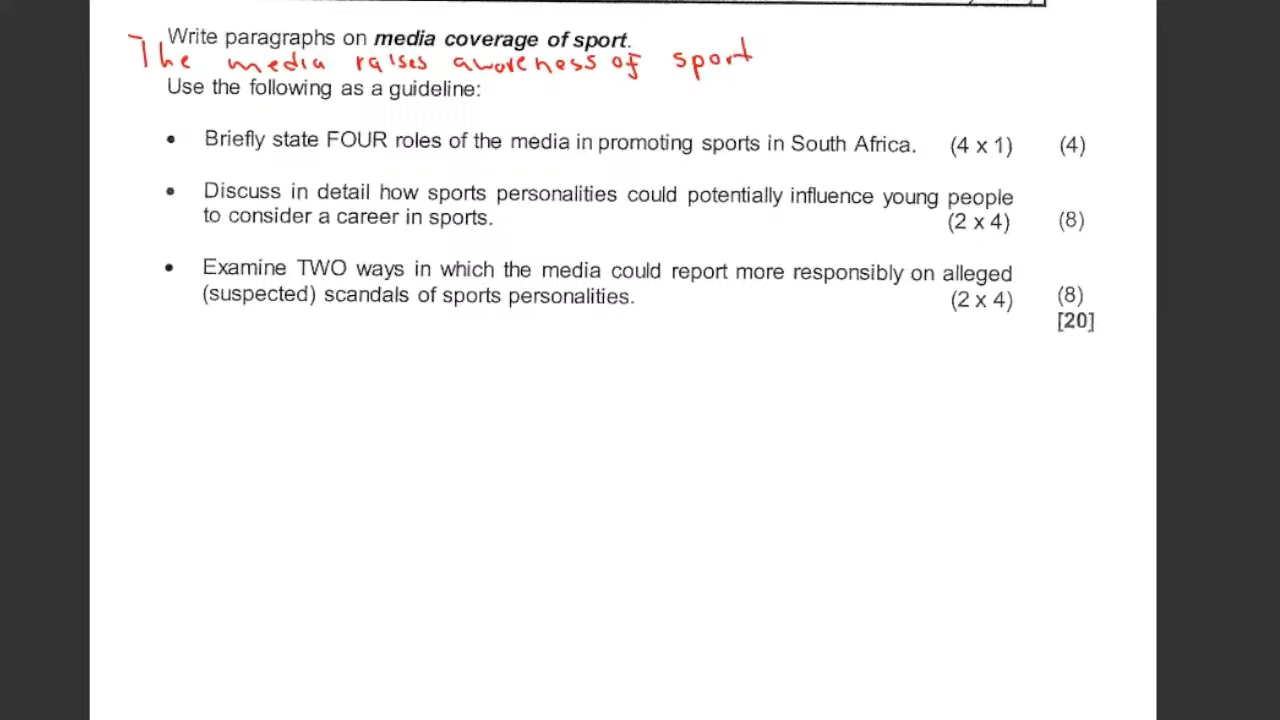 Write paragraphs on media coverage of sport.
The media raises awareness of sport
Use the following as a guideline:
• Briefly state FOUR roles of the media in promoting sports in South Africa. (4 x 1) (4)
• Discuss in detail how sports personalities could potentially influence young people
to consider a career in sports. (2 x 4) (8)
• Examine TWO ways in which the media could report more responsibly on alleged
(suspected) scandals of sports personalities. (2 x 4) (8)
[20]